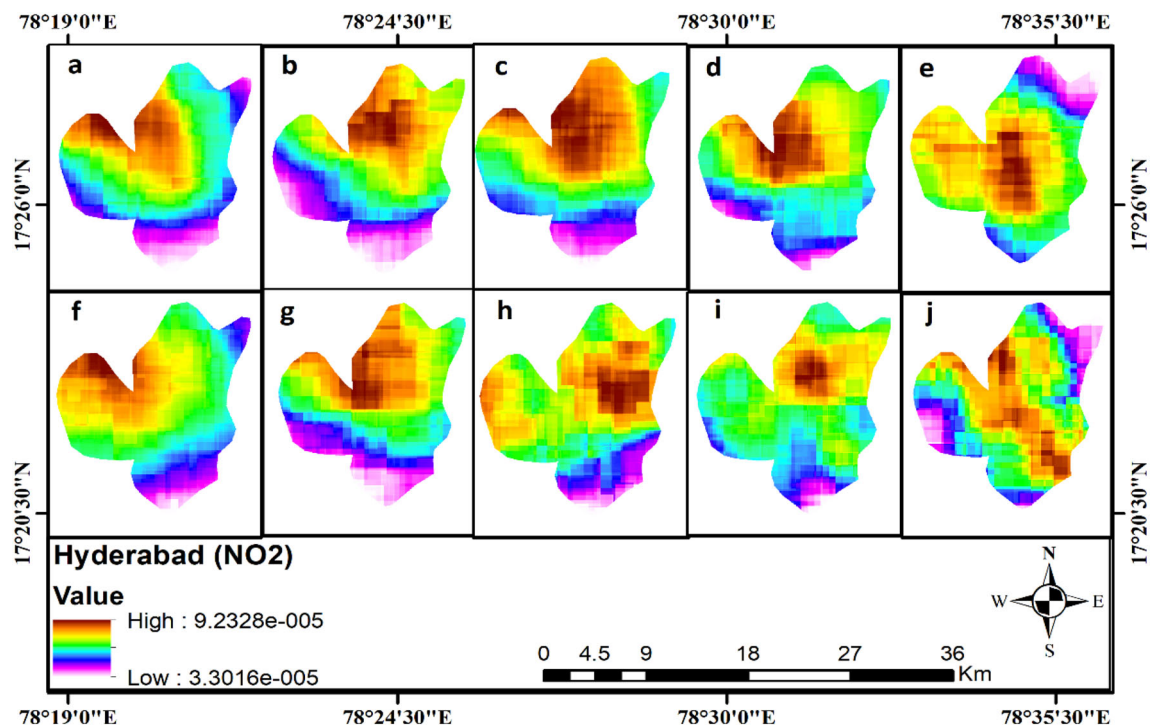 78°19'0"E 78°24'30"E 78°30'0"E 78°35'30"E
a b c d e
17°26'0"N 17°26'0"N
f g h i j
17°20'30"N 17°20'30"N
Hyderabad (NO2)
Value
High : 9.2328e-005
Low : 3.3016e-005
N
W E
S
0 4.5 9 18 27 36
Km
78°19'0"E 78°24'30"E 78°30'0"E 78°35'30"E